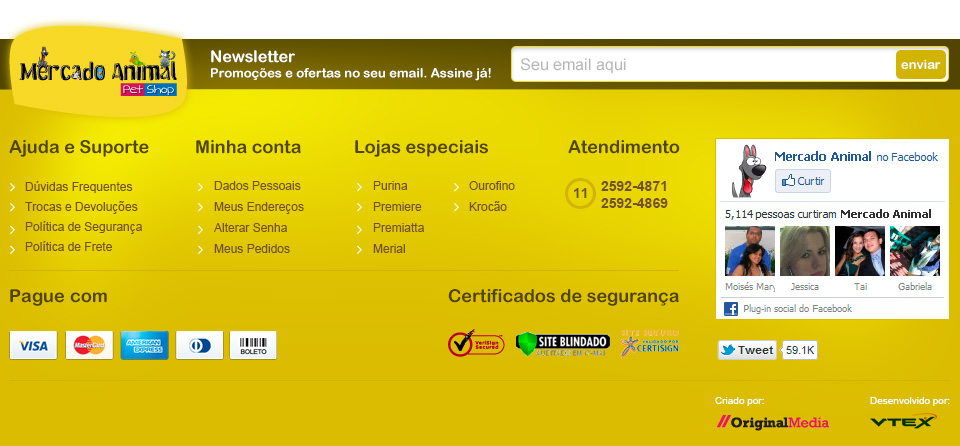 Mercado Animal
Pet Shop
Newsletter
Promoções e ofertas no seu email. Assine já!
Seu email aqui
enviar
Ajuda e Suporte
Dúvidas Frequentes
Trocas e Devoluções
Política de Segurança
Política de Frete
Minha conta
Dados Pessoais
Meus Endereços
Alterar Senha
Meus Pedidos
Lojas especiais
Purina
Premiere
Premiatta
Merial
Ourofino
Krocão
Atendimento
11
2592-4871
2592-4869
Mercado Animal no Facebook
Curtir
5,114 pessoas curtiram Mercado Animal
Moisés Mary
Jessica
Tai
Gabriela
Plug-in social do Facebook
Tweet
59.1K
Pague com
VISA
MasterCard
AMERICAN EXPRESS
BOLETO
Certificados de segurança
VeriSign
Secured
SITE BLINDADO
SITE SEGURO
VALIDADO POR
CERTISIGN
Criado por:
//OriginalMedia
Desenvolvido por:
VTEX